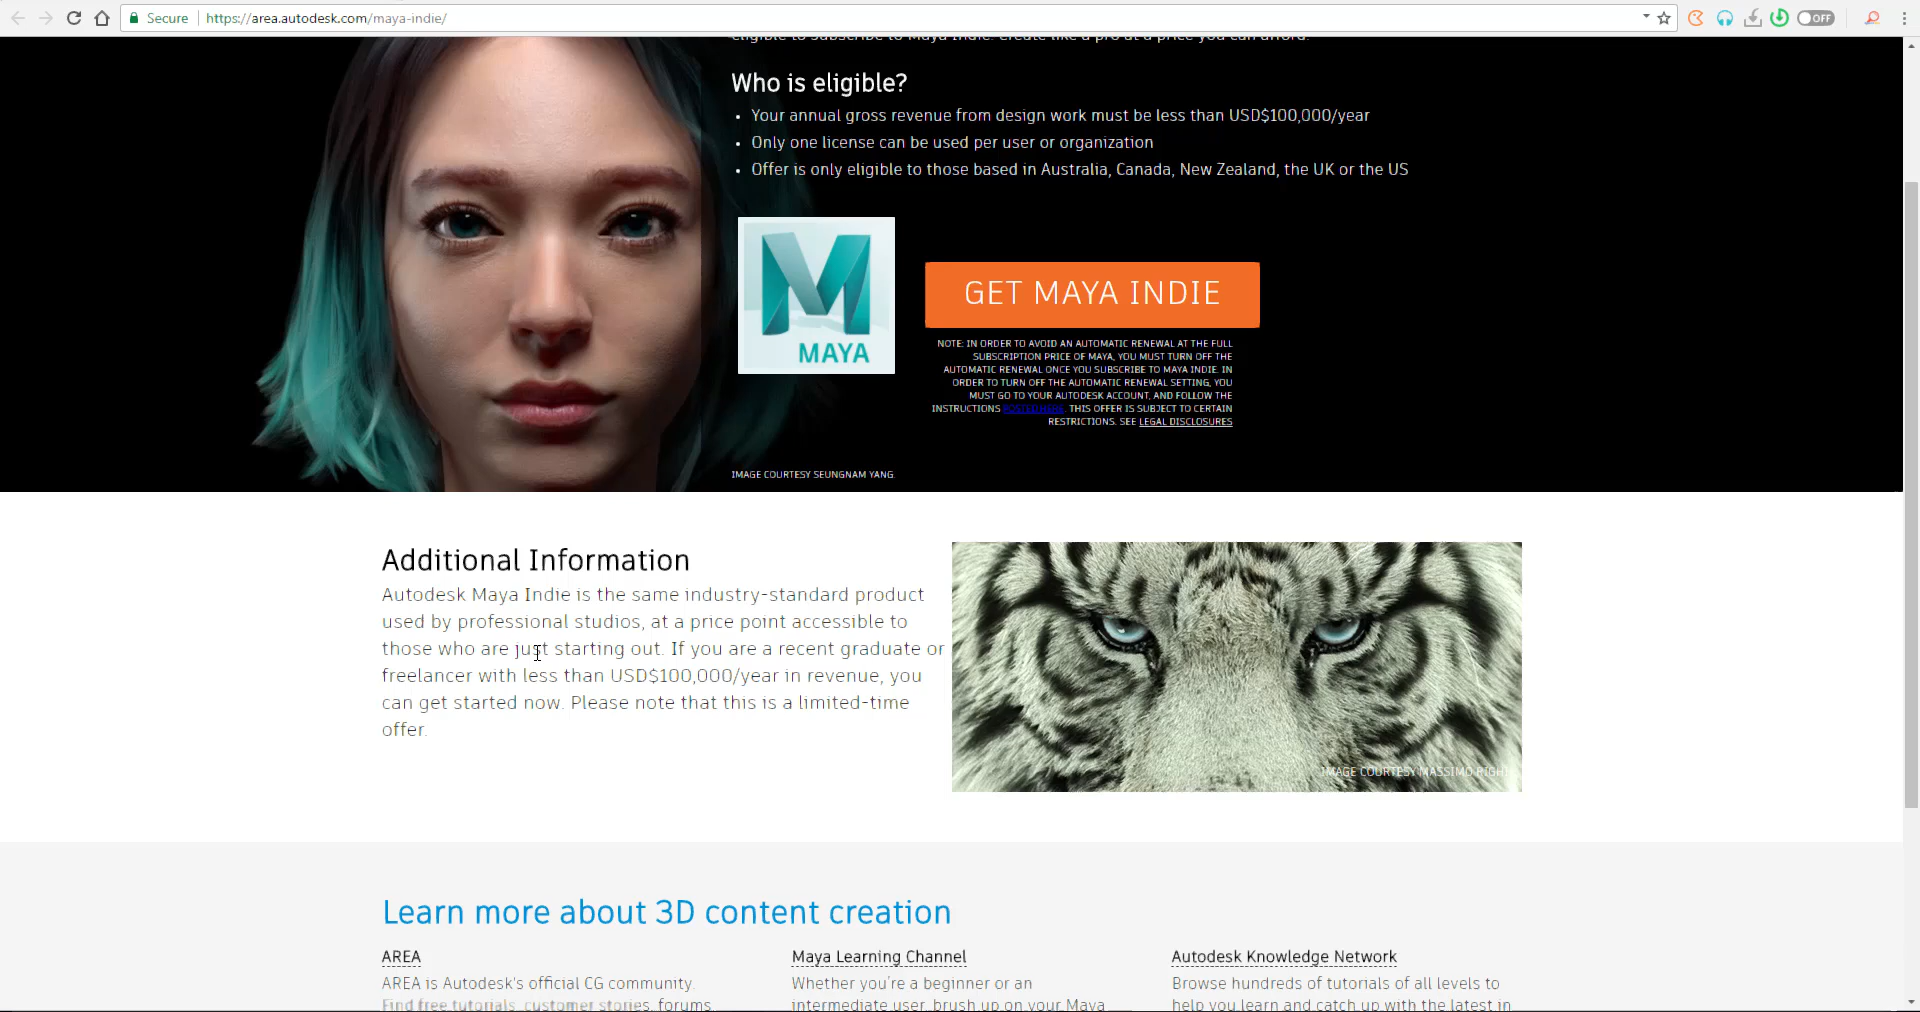 Secure
https://area.autodesk.com/maya-indie/
OFF
eligible to subscribe to Maya Indie. Create like a pro at a price you can afford.
Who is eligible?
• Your annual gross revenue from design work must be less than USD$100,000/year
• Only one license can be used per user or organization
• Offer is only eligible to those based in Australia, Canada, New Zealand, the UK or the US
MAYA
GET MAYA INDIE
NOTE: IN ORDER TO AVOID AN AUTOMATIC RENEWAL AT THE FULL
SUBSCRIPTION PRICE OF MAYA, YOU MUST TURN OFF THE
AUTOMATIC RENEWAL ONCE YOU SUBSCRIBE TO MAYA INDIE. IN
ORDER TO TURN OFF THE AUTOMATIC RENEWAL SETTING, YOU
MUST GO TO YOUR AUTODESK ACCOUNT, AND FOLLOW THE
INSTRUCTIONS POSTED HERE. THIS OFFER IS SUBJECT TO CERTAIN
RESTRICTIONS. SEE LEGAL DISCLOSURES
IMAGE COURTESY SEUNGNAM YANG.
Additional Information
Autodesk Maya Indie is the same industry-standard product
used by professional studios, at a price point accessible to
those who are just starting out. If you are a recent graduate or
freelancer with less than USD$100,000/year in revenue, you
can get started now. Please note that this is a limited-time
offer.
IMAGE COURTESY MASSIMO
Learn more about 3D content creation
AREA
AREA is Autodesk's official CG community.
Find free tutorials, customer stories, forums,
Maya Learning Channel
Whether you're a beginner or an
intermediate user, brush up on your Maya
Autodesk Knowledge Network
Browse hundreds of tutorials of all levels to
help you learn and catch up with the latest in